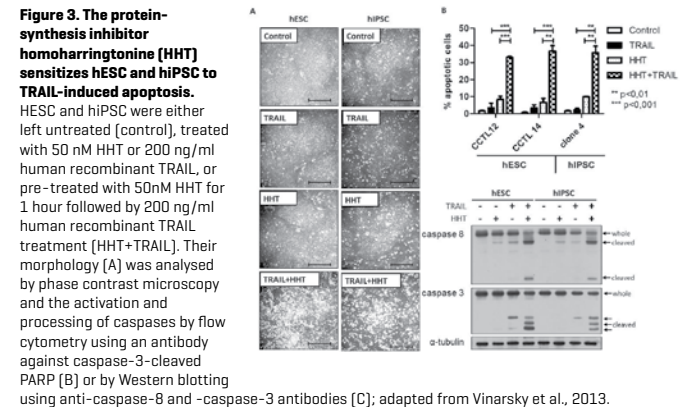 Figure 3. The protein-
synthesis inhibitor
homoharringtonine (HHT)
sensitizes hESC and hiPSC to
TRAIL-induced apoptosis.
HESC and hiPSC were either
left untreated (control), treated
with 50 nM HHT or 200 ng/ml
human recombinant TRAIL, or
pre-treated with 50nM HHT for
1 hour followed by 200 ng/ml
human recombinant TRAIL
treatment (HHT+TRAIL). Their
morphology (A) was analysed
by phase contrast microscopy
and the activation and
processing of caspases by flow
cytometry using an antibody
against caspase-3-cleaved
PARP (B) or by Western blotting
using anti-caspase-8 and -caspase-3 antibodies (C); adapted from Vinarsky et al., 2013.
A
hESC hIPSC
Control Control
TRAIL TRAIL
HHT HHT
TRAIL+HHT TRAIL+HHT
B
% apoptotic cells
50
40
30
20
10
0
*** *** **
*** ** **
CCTL12 CCTL 14 clone 4
hESC hIPSC
Control
TRAIL
HHT
HHT+TRAIL
** p<0,01
*** p<0,001
hESC hIPSC
TRAIL - - + + - - + +
HHT - + - + - + - +
caspase 8
whole
cleaved
cleaved
caspase 3
whole
cleaved
α-tubulin